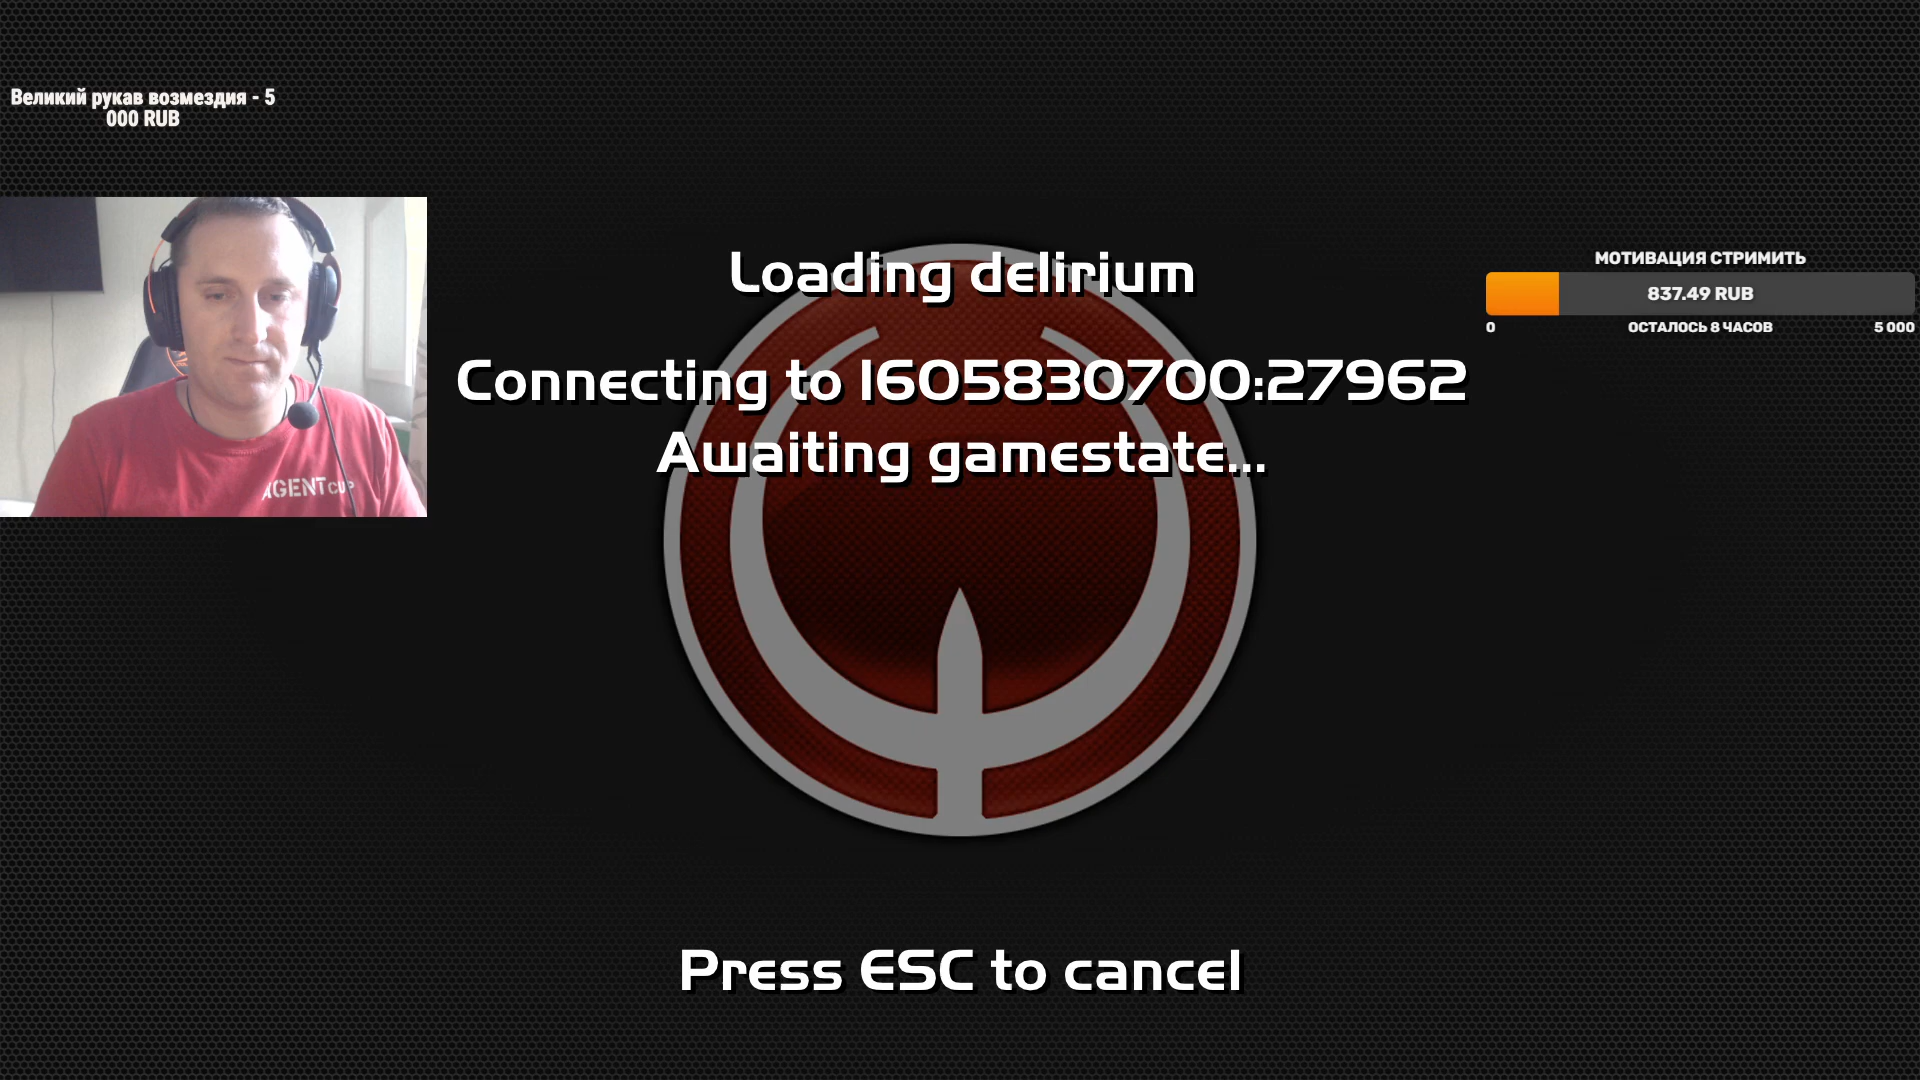 Великий рукав возмездия - 5
000 RUB
Loading delirium
МОТИВАЦИЯ СТРИМИТЬ
837.49 RUB
0 ОСТАЛОСЬ 8 ЧАСОВ 5 000
Connecting to 1605830700:27962
Awaiting gamestate...
AGENT CUP
Press ESC to cancel